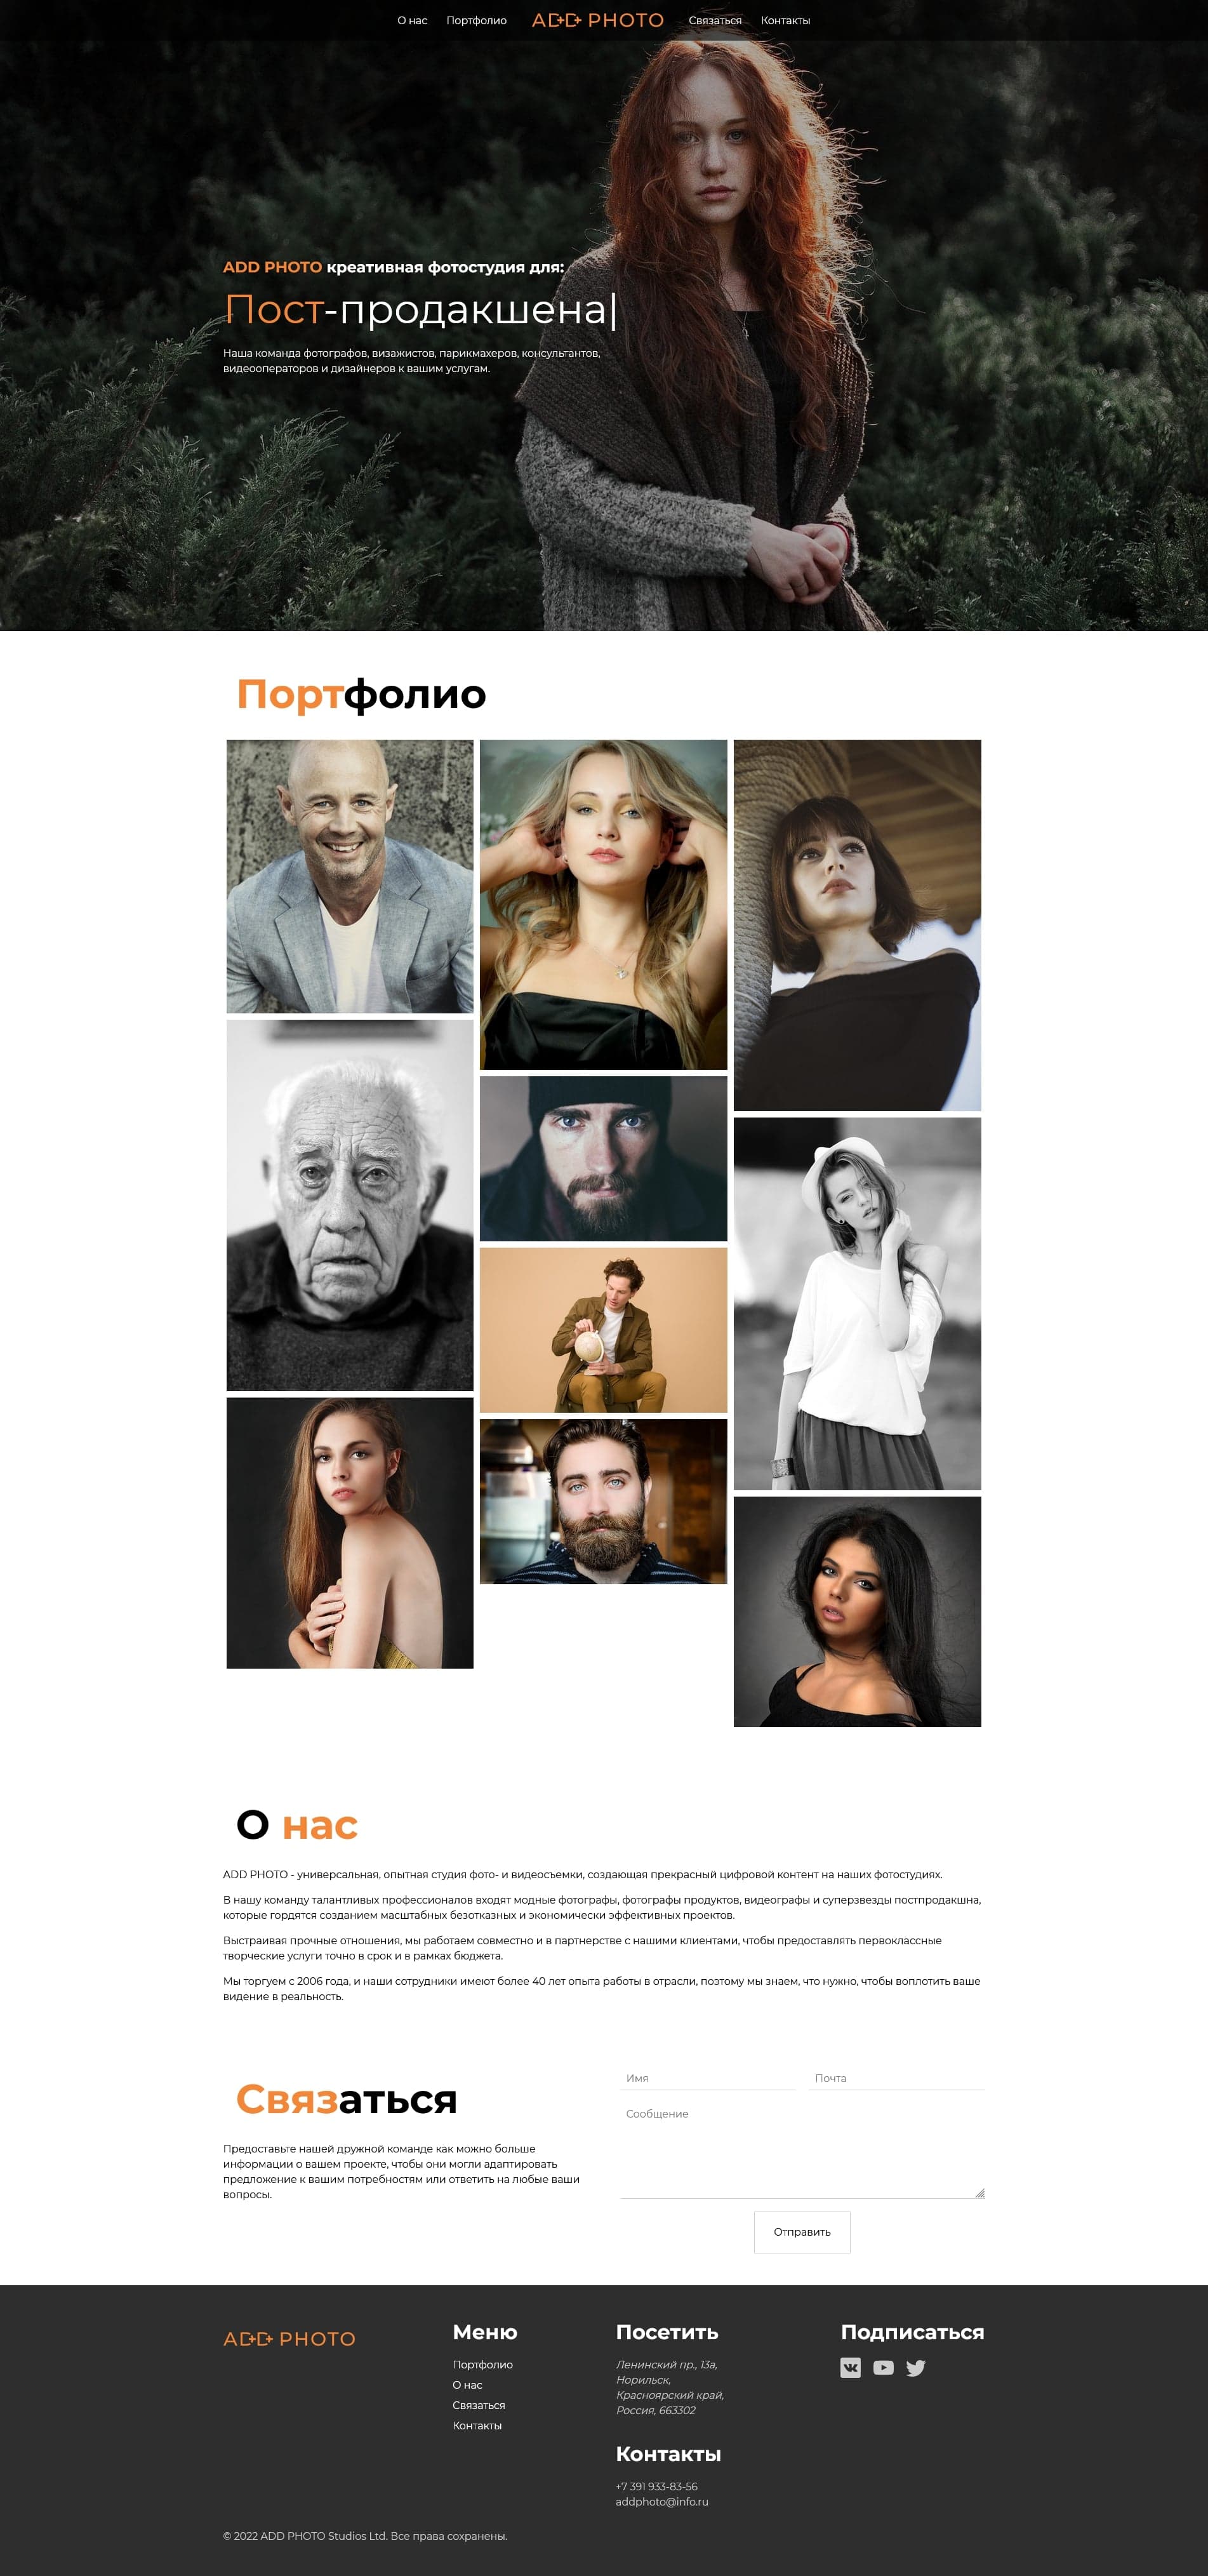 О нас Портфолио ADD PHOTO Связаться Контакты
ADD PHOTO креативная фотостудия для:
Пост-продакшена|
Наша команда фотографов, визажистов, парикмахеров, консультантов,
видеооператоров и дизайнеров к вашим услугам.
Портфолио
О нас
ADD PHOTO - универсальная, опытная студия фото- и видеосъемки, создающая прекрасный цифровой контент на наших фотостудиях.
В нашу команду талантливых профессионалов входят модные фотографы, фотографы продуктов, видеографы и суперзвезды постпродакшна,
которые гордятся созданием масштабных безотказных и экономически эффективных проектов.
Выстраивая прочные отношения, мы работаем совместно и в партнерстве с нашими клиентами, чтобы предоставлять первоклассные
творческие услуги точно в срок и в рамках бюджета.
Мы торгуем с 2006 года, и наши сотрудники имеют более 40 лет опыта работы в отрасли, поэтому мы знаем, что нужно, чтобы воплотить ваше
видение в реальность.
Связаться
Предоставьте нашей дружной команде как можно больше
информации о вашем проекте, чтобы они могли адаптировать
предложение к вашим потребностям или ответить на любые ваши
вопросы.
Имя Почта
Сообщение
Отправить
ADD PHOTO
Меню
Портфолио
О нас
Связаться
Контакты
Посетить
Ленинский пр., 13а,
Норильск,
Красноярский край,
Россия, 663302
Контакты
+7 391 933-83-56
addphoto@info.ru
Подписаться
© 2022 ADD PHOTO Studios Ltd. Все права сохранены.